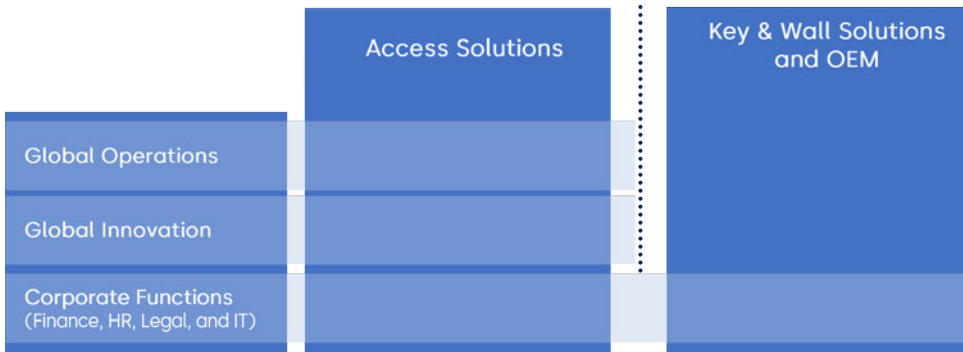 Access Solutions
Key & Wall Solutions
and OEM
Global Operations
Global Innovation
Corporate Functions
(Finance, HR, Legal, and IT)